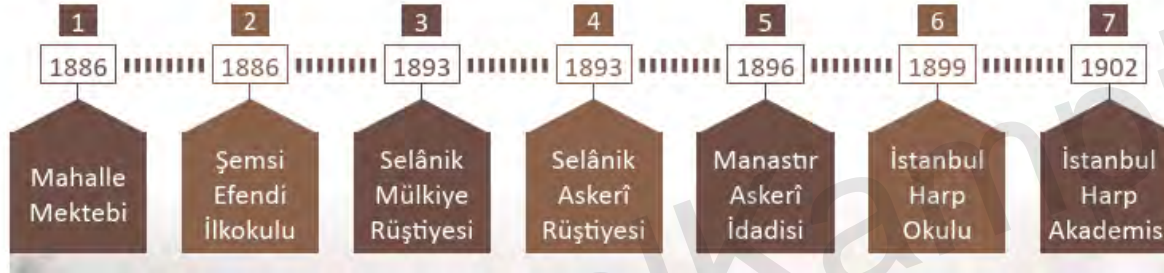 1
1886
Mahalle
Mektebi
2
1886
Şemsi
Efendi
İlkokulu
3
1893
Selânik
Mülkiye
Rüştiyesi
4
1893
Selânik
Askerî
Rüştiyesi
5
1896
Manastır
Askerî
İdadisi
6
1899
İstanbul
Harp
Okulu
7
1902
İstanbul
Harp
Akademis